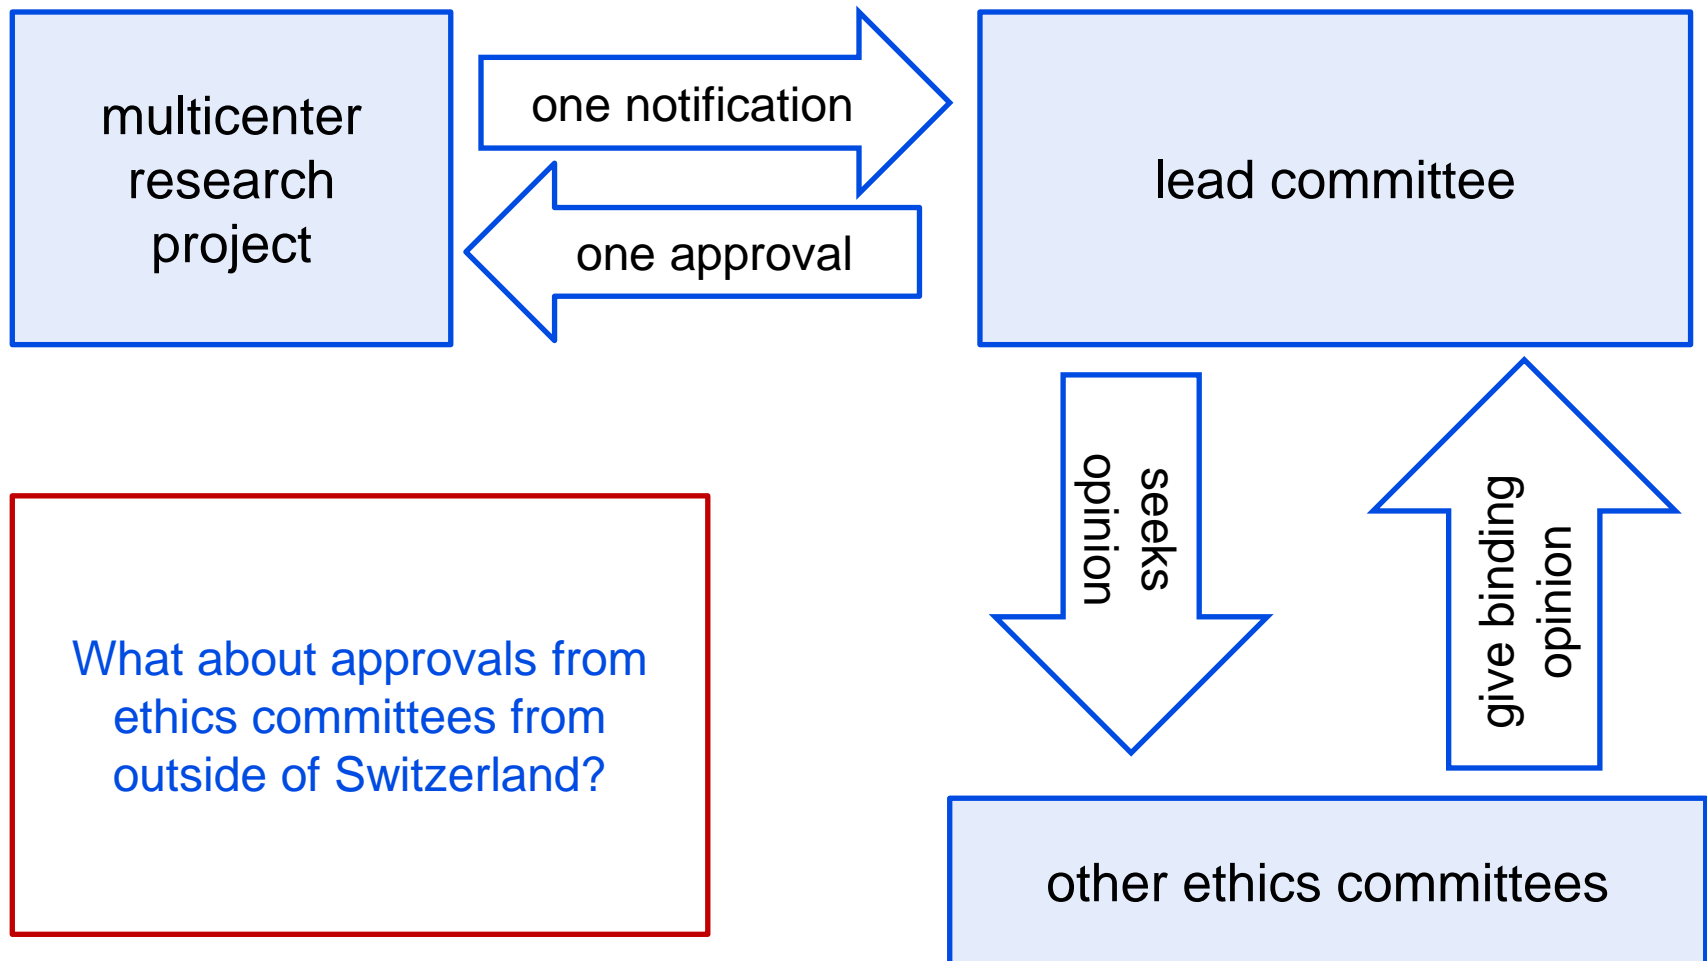 multicenter
research
project
one notification
one approval
lead committee
seeks
opinion
give binding
opinion
What about approvals from
ethics committees from
outside of Switzerland?
other ethics committees